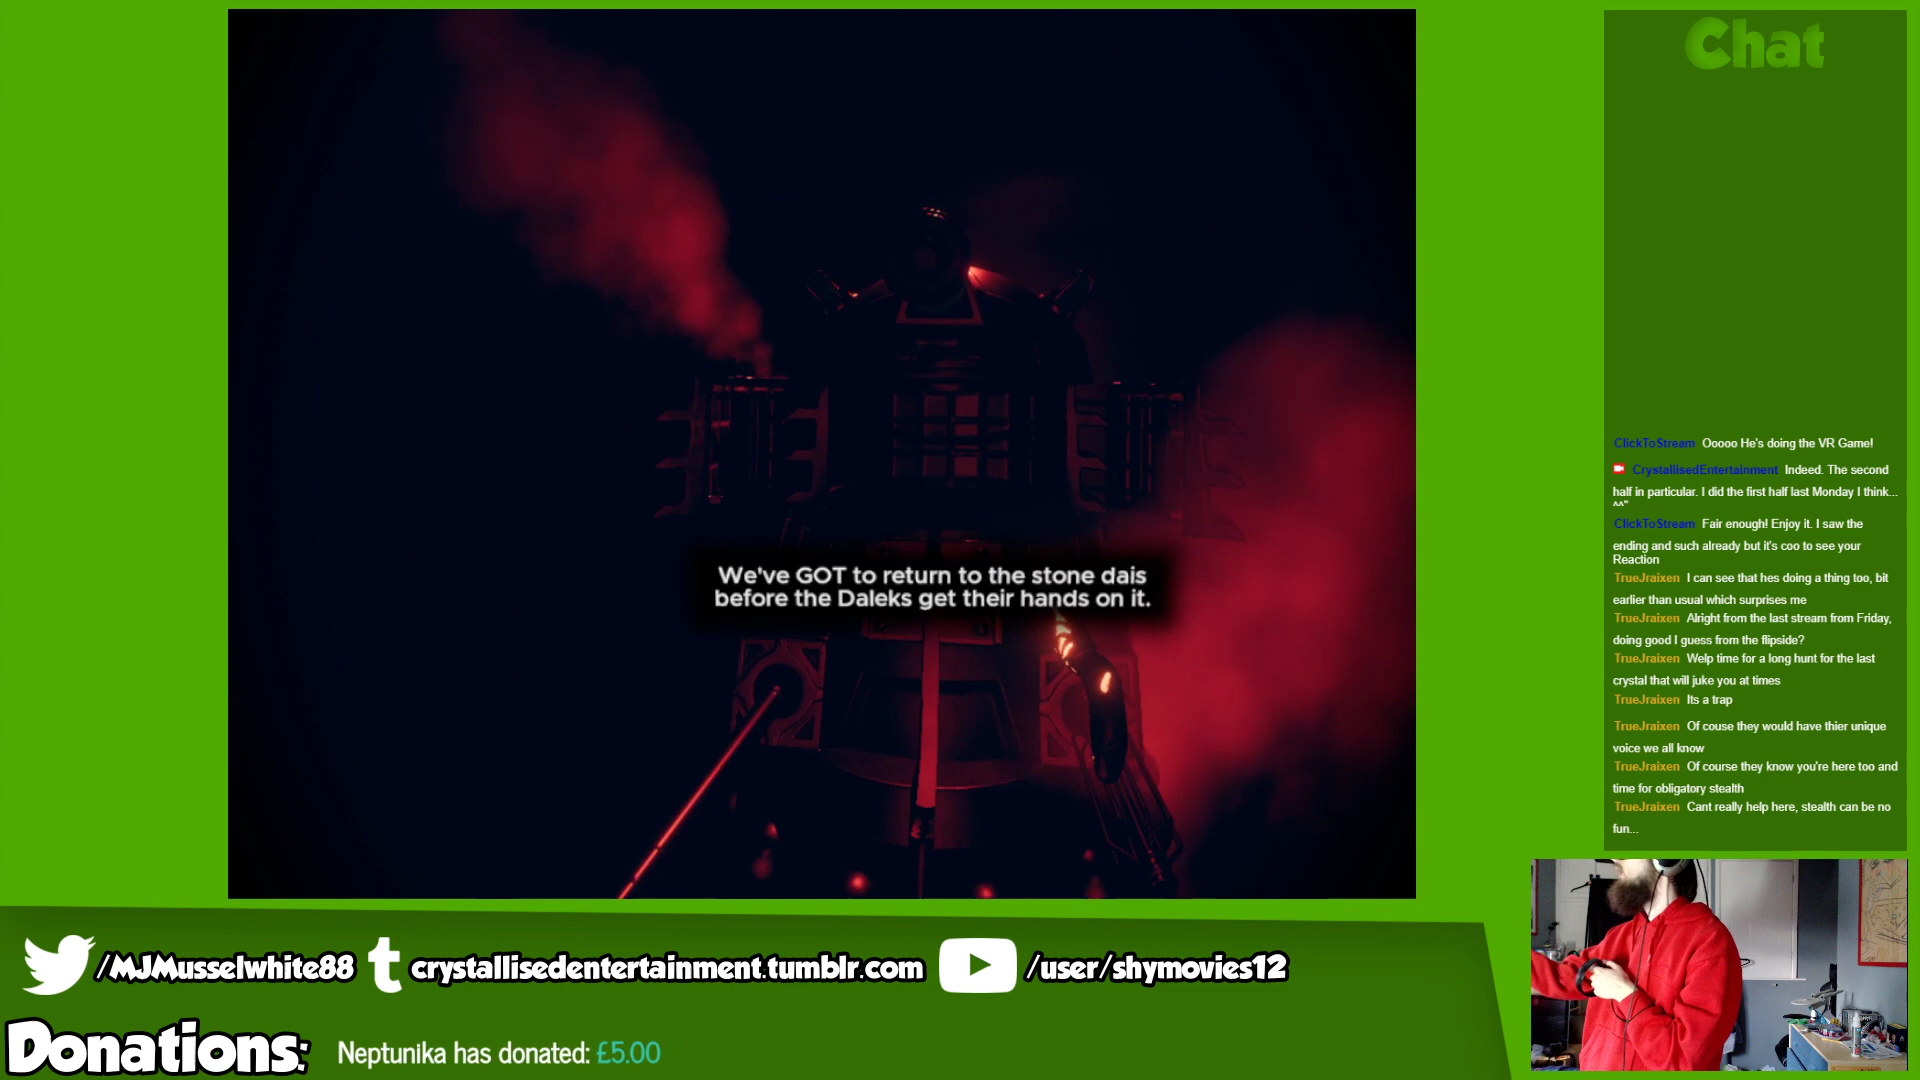 Chat
ClickToStream Ooooo He's doing the VR Game!
CrystallisedEntertainment Indeed. The second
half in particular. I did the first half last Monday I think...
^^"
ClickToStream Fair enough! Enjoy it. I saw the
ending and such already but it's coo to see your
Reaction
TrueJraixen I can see that hes doing a thing too, bit
earlier than usual which surprises me
TrueJraixen Alright from the last stream from Friday,
doing good I guess from the flipside?
TrueJraixen Welp time for a long hunt for the last
crystal that will juke you at times
TrueJraixen Its a trap
TrueJraixen Of couse they would have thier unique
voice we all know
TrueJraixen Of course they know you're here too and
time for obligatory stealth
TrueJraixen Cant really help here, stealth can be no
fun...
We've GOT to return to the stone dais
before the Daleks get their hands on it.
/MJMusselwhite88 crystallisedentertainment.tumblr.com /user/shymovies12
Donations: Neptunika has donated: £5.00